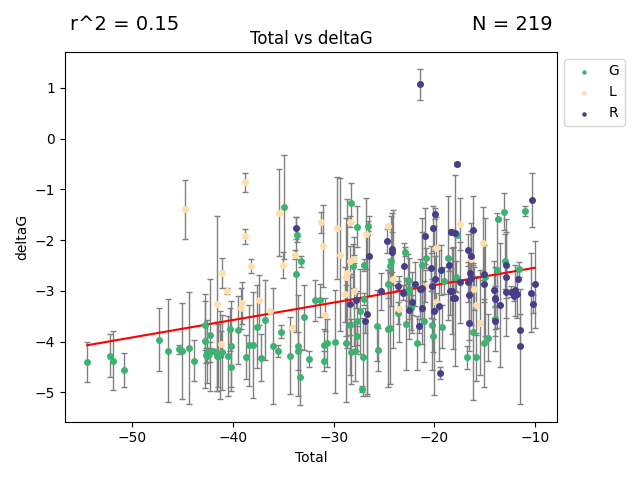 r^2 = 0.15
N = 219
Total vs deltaG
G
L
R
deltaG
1
0
−1
−2
−3
−4
−5
−50
−40
−30
−20
−10
Total